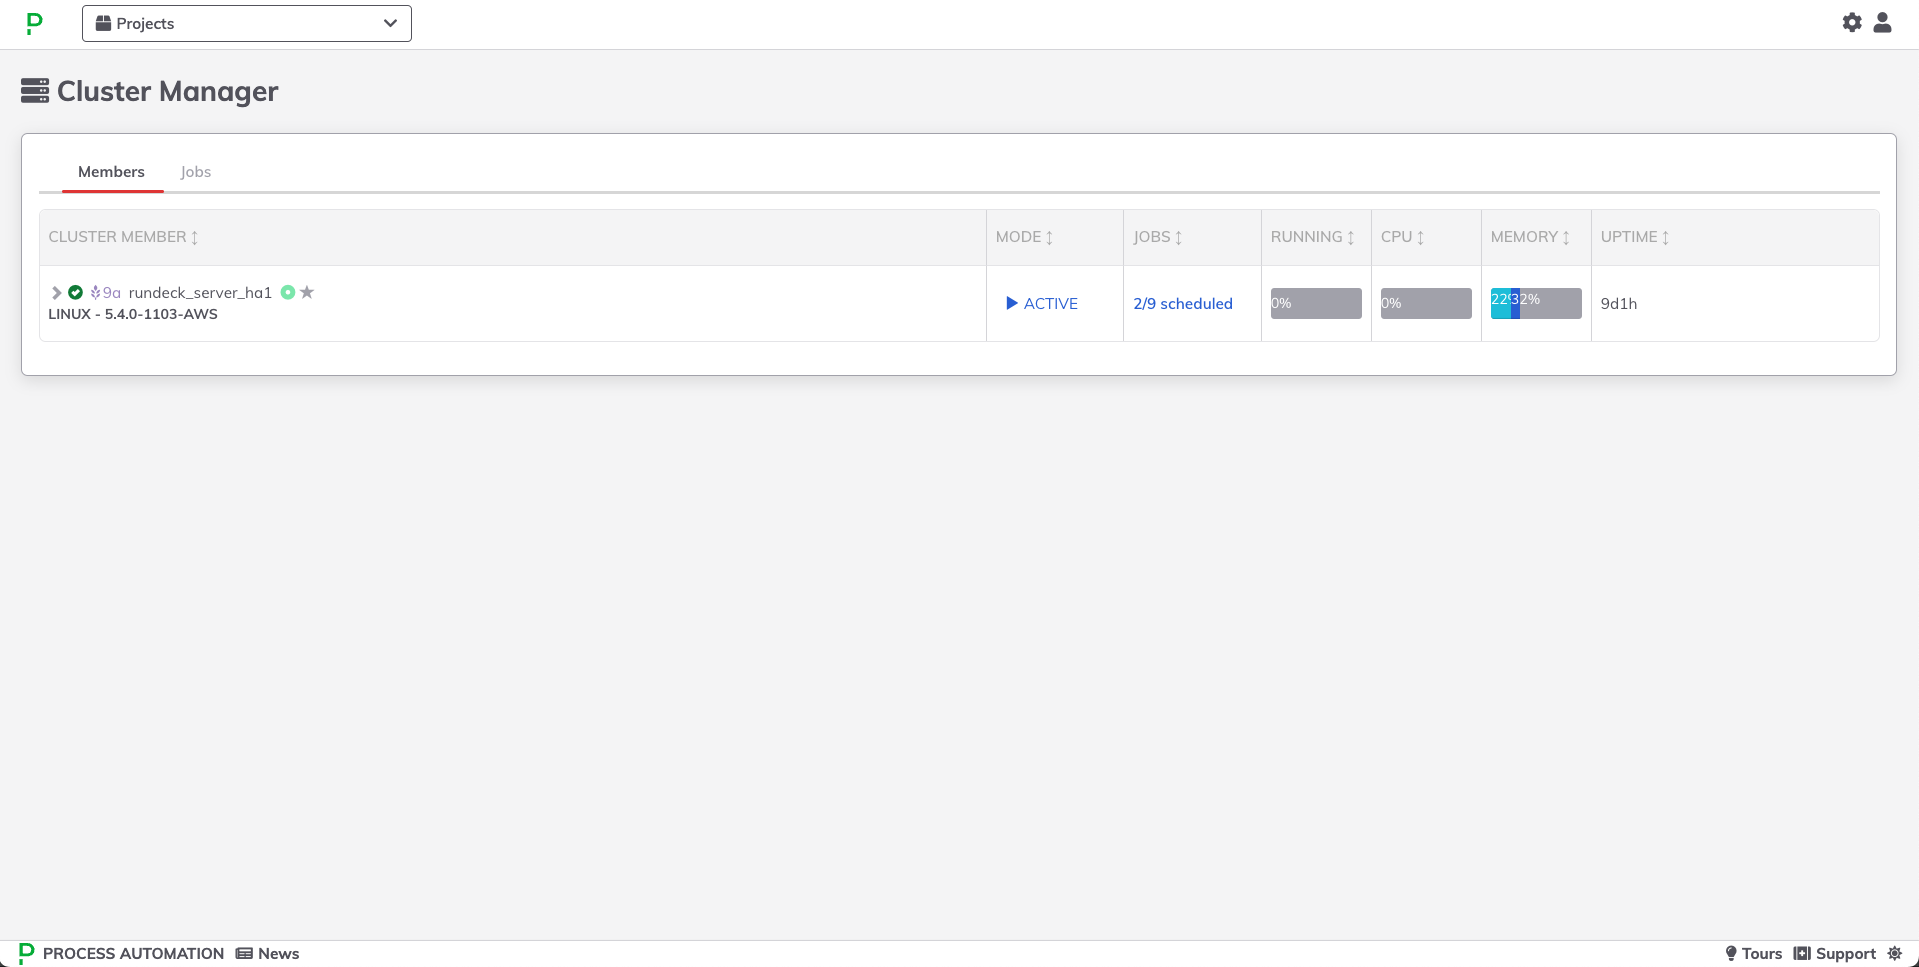 Projects
Cluster Manager
Members Jobs
CLUSTER MEMBER MODE JOBS RUNNING CPU MEMORY UPTIME
9a rundeck_server_ha1
LINUX - 5.4.0-1103-AWS
ACTIVE 2/9 scheduled 0% 0% 32% 9d1h
PROCESS AUTOMATION News Tours Support